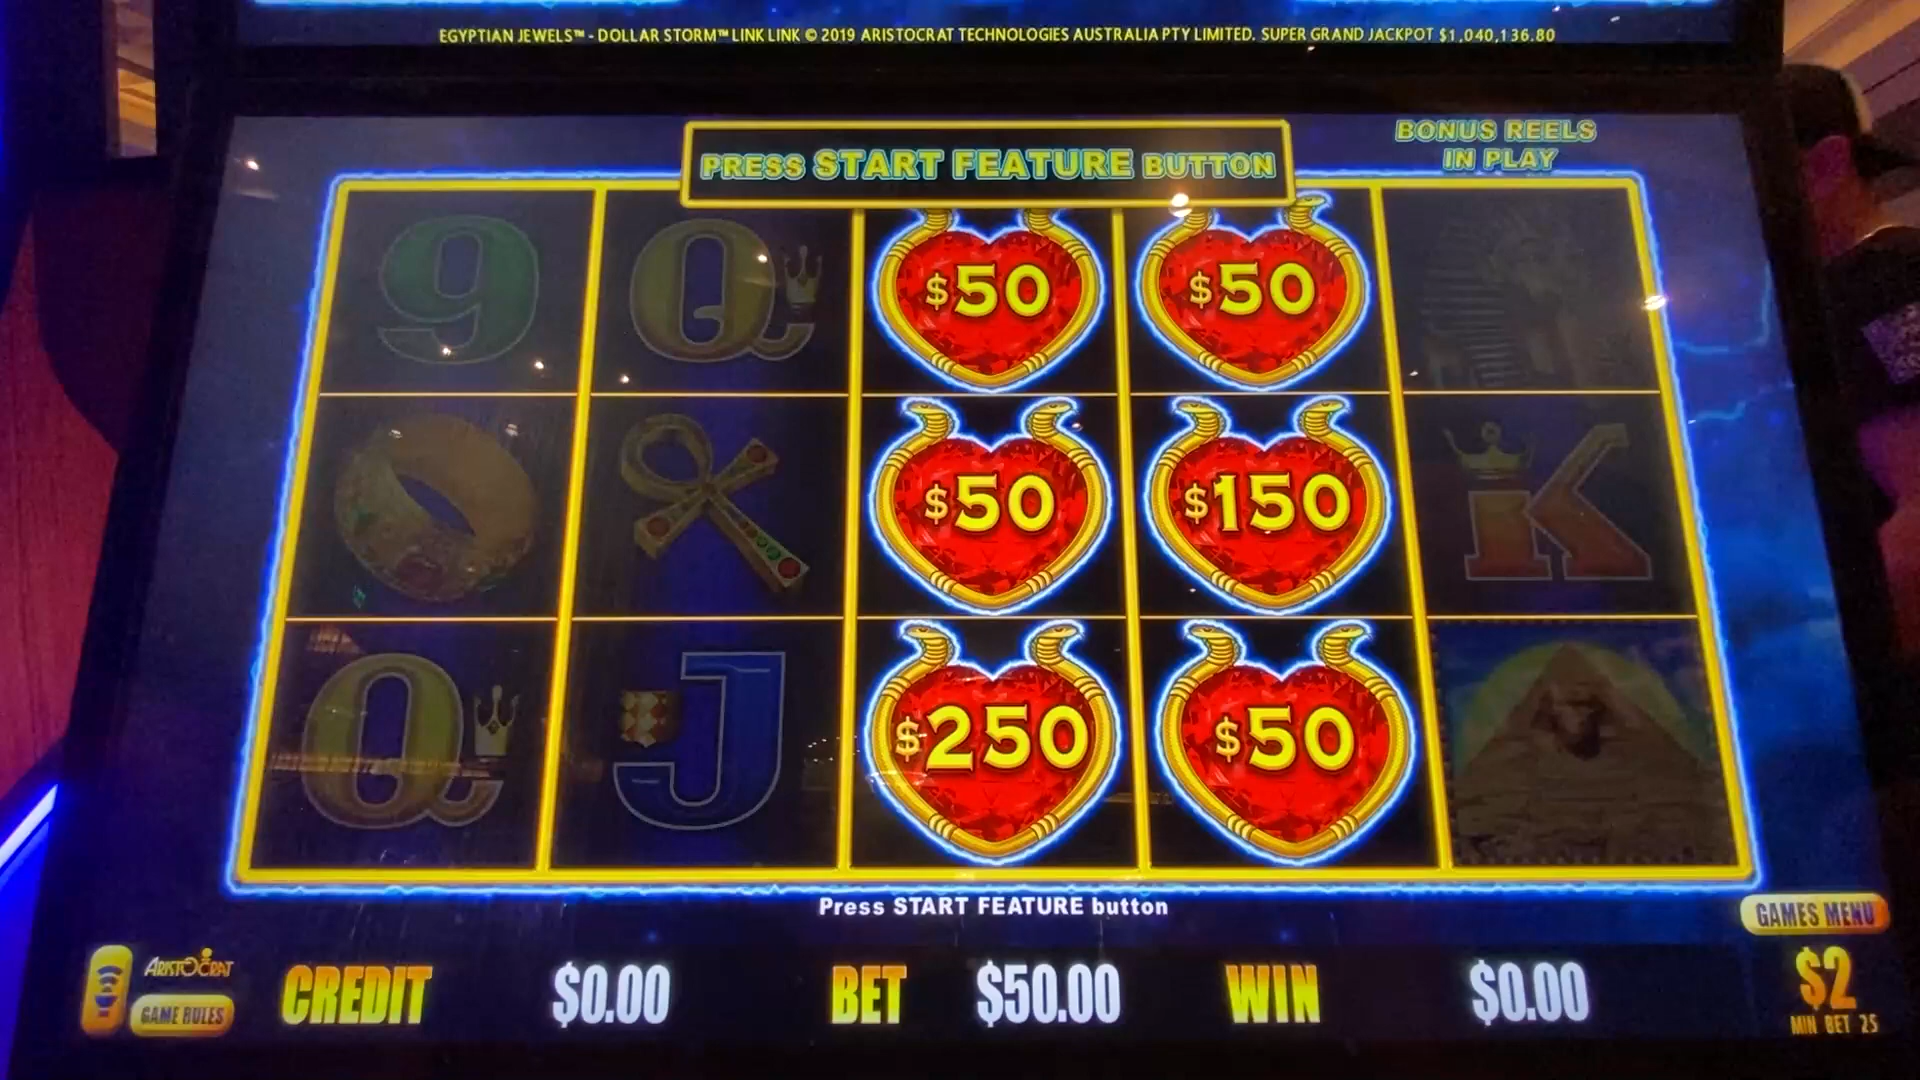 EGYPTIAN JEWELS™ - DOLLAR STORM™ LINK LINK © 2019 ARISTOCRAT TECHNOLOGIES AUSTRALIA PTY LIMITED. SUPER GRAND JACKPOT $1,040,136.80
PRESS START FEATURE BUTTON
BONUS REELS
IN PLAY
9 Q $50 $50
$50 $150 K
Q J $250 $50
Press START FEATURE button
GAMES MENU
ARISTOCRAT
GAME RULES
CREDIT $0.00 BET $50.00 WIN $0.00
$2
MIN BET 25